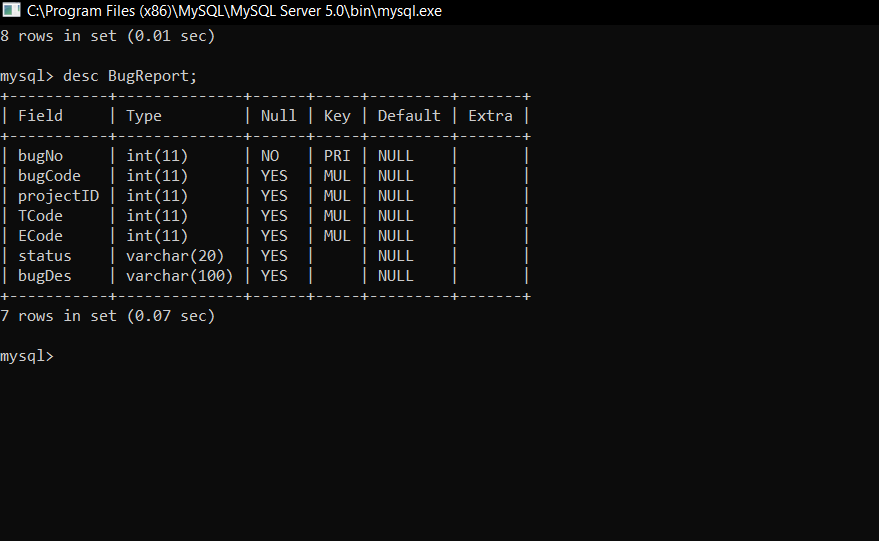 C:\Program Files (x86)\MySQL\MySQL Server 5.0\bin\mysql.exe
8 rows in set (0.01 sec)
mysql> desc BugReport;
+-----------+--------------+------+-----+---------+-------+
| Field     | Type         | Null | Key | Default | Extra |
+-----------+--------------+------+-----+---------+-------+
| bugNo     | int(11)      | NO   | PRI | NULL    |       |
| bugCode   | int(11)      | YES  | MUL | NULL    |       |
| projectID | int(11)      | YES  | MUL | NULL    |       |
| TCode     | int(11)      | YES  | MUL | NULL    |       |
| ECode     | int(11)      | YES  | MUL | NULL    |       |
| status    | varchar(20)  | YES  |     | NULL    |       |
| bugDes    | varchar(100) | YES  |     | NULL    |       |
+-----------+--------------+------+-----+---------+-------+
7 rows in set (0.07 sec)
mysql>